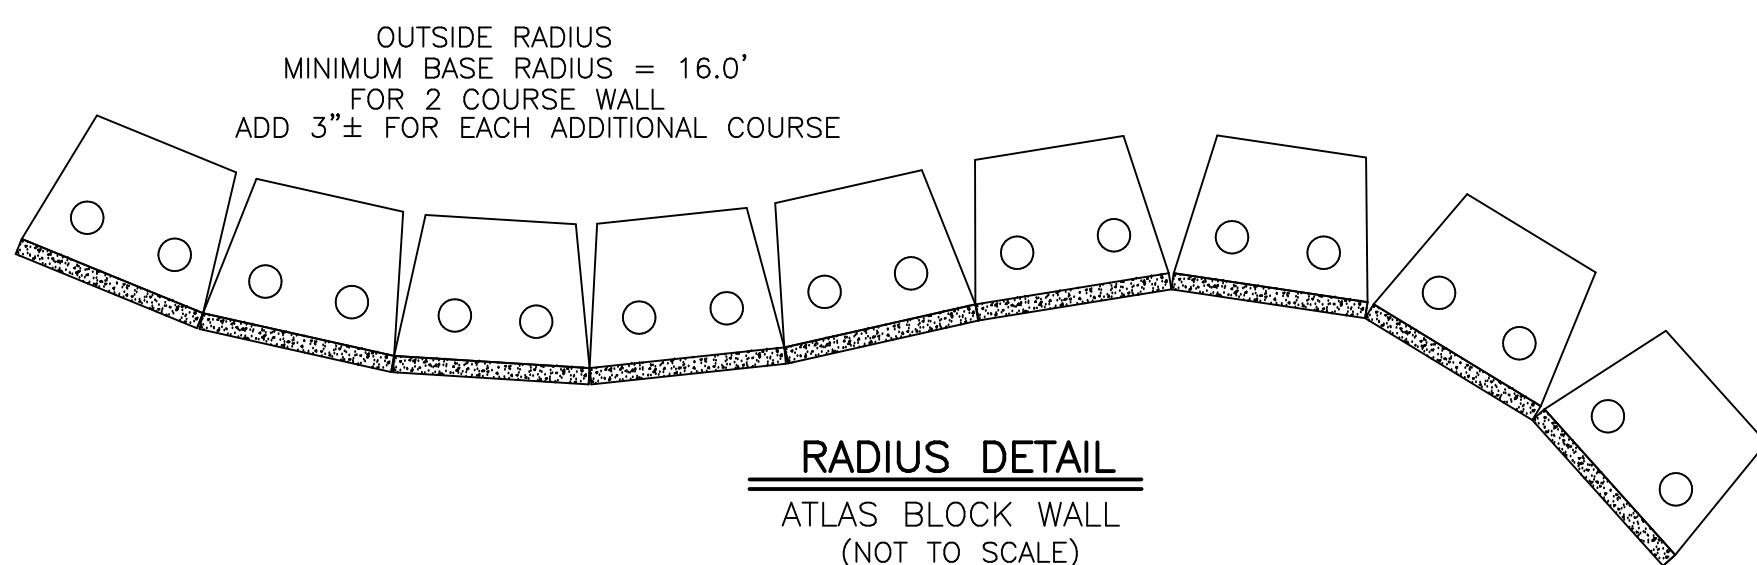 OUTSIDE RADIUS
MINIMUM BASE RADIUS = 16.0'
FOR 2 COURSE WALL
ADD 3"± FOR EACH ADDITIONAL COURSE
RADIUS DETAIL
ATLAS BLOCK WALL
(NOT TO SCALE)